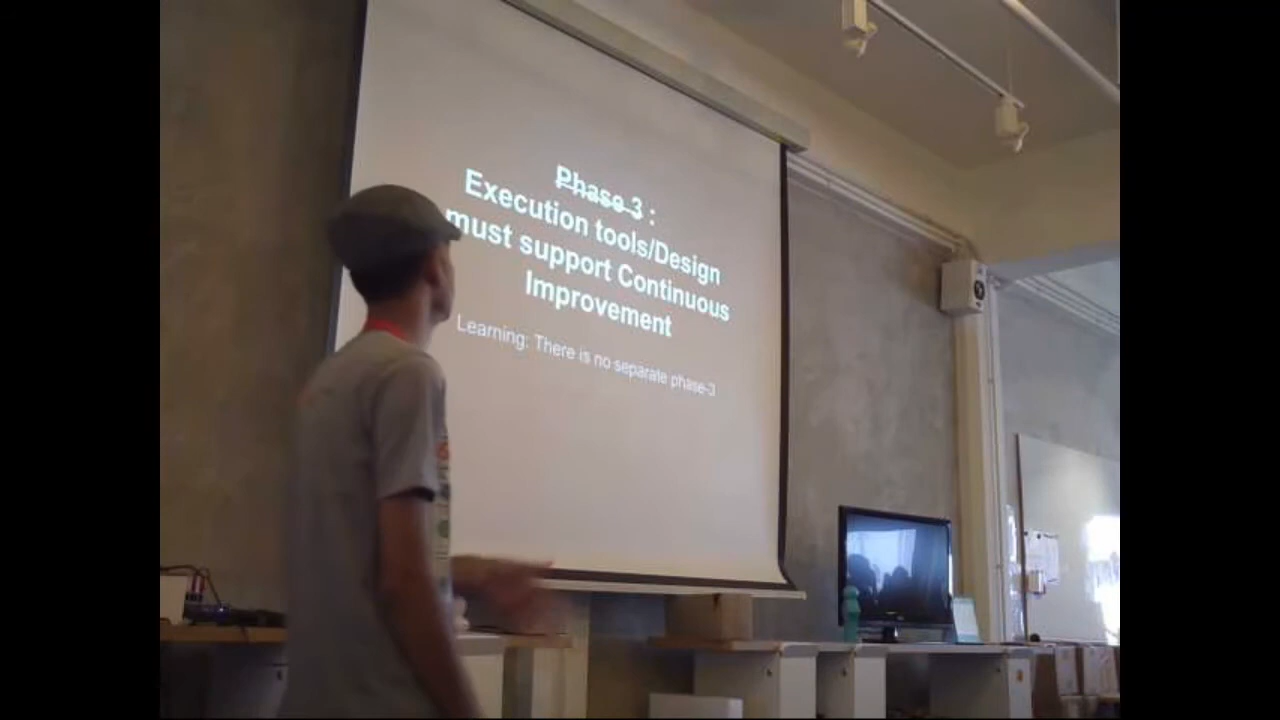 Phase 3 :
Execution tools/Design
must support Continuous
Improvement
Learning: There is no separate phase-3